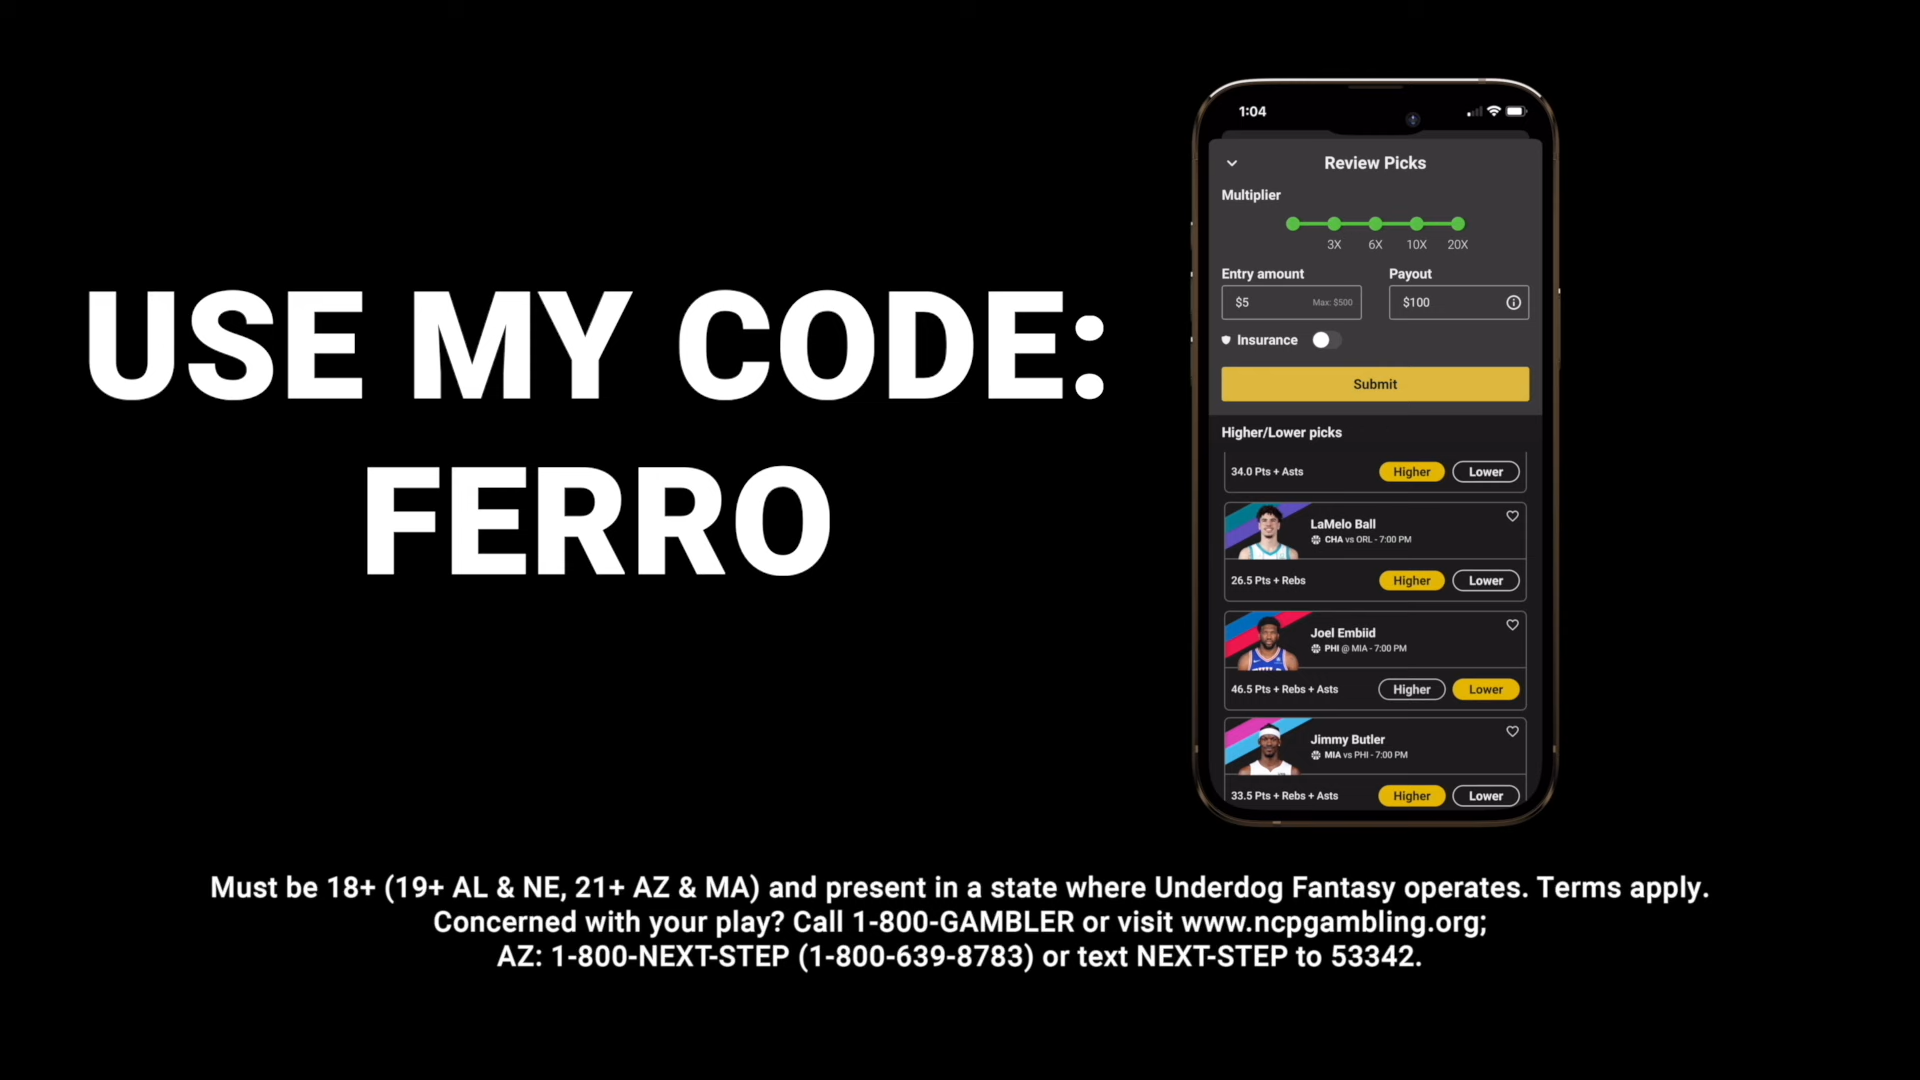 USE MY CODE:
FERRO
1:04
Review Picks
Multiplier
3X 6X 10X 20X
Entry amount Payout
$5 Max: $500 $100
Insurance
Submit
Higher/Lower picks
34.0 Pts + Asts Higher Lower
LaMelo Ball
CHA vs ORL - 7:00 PM
26.5 Pts + Rebs Higher Lower
Joel Embiid
PHI @ MIA - 7:00 PM
46.5 Pts + Rebs + Asts Higher Lower
Jimmy Butler
MIA vs PHI - 7:00 PM
33.5 Pts + Rebs + Asts Higher Lower
Must be 18+ (19+ AL & NE, 21+ AZ & MA) and present in a state where Underdog Fantasy operates. Terms apply.
Concerned with your play? Call 1-800-GAMBLER or visit www.ncpgambling.org;
AZ: 1-800-NEXT-STEP (1-800-639-8783) or text NEXT-STEP to 53342.